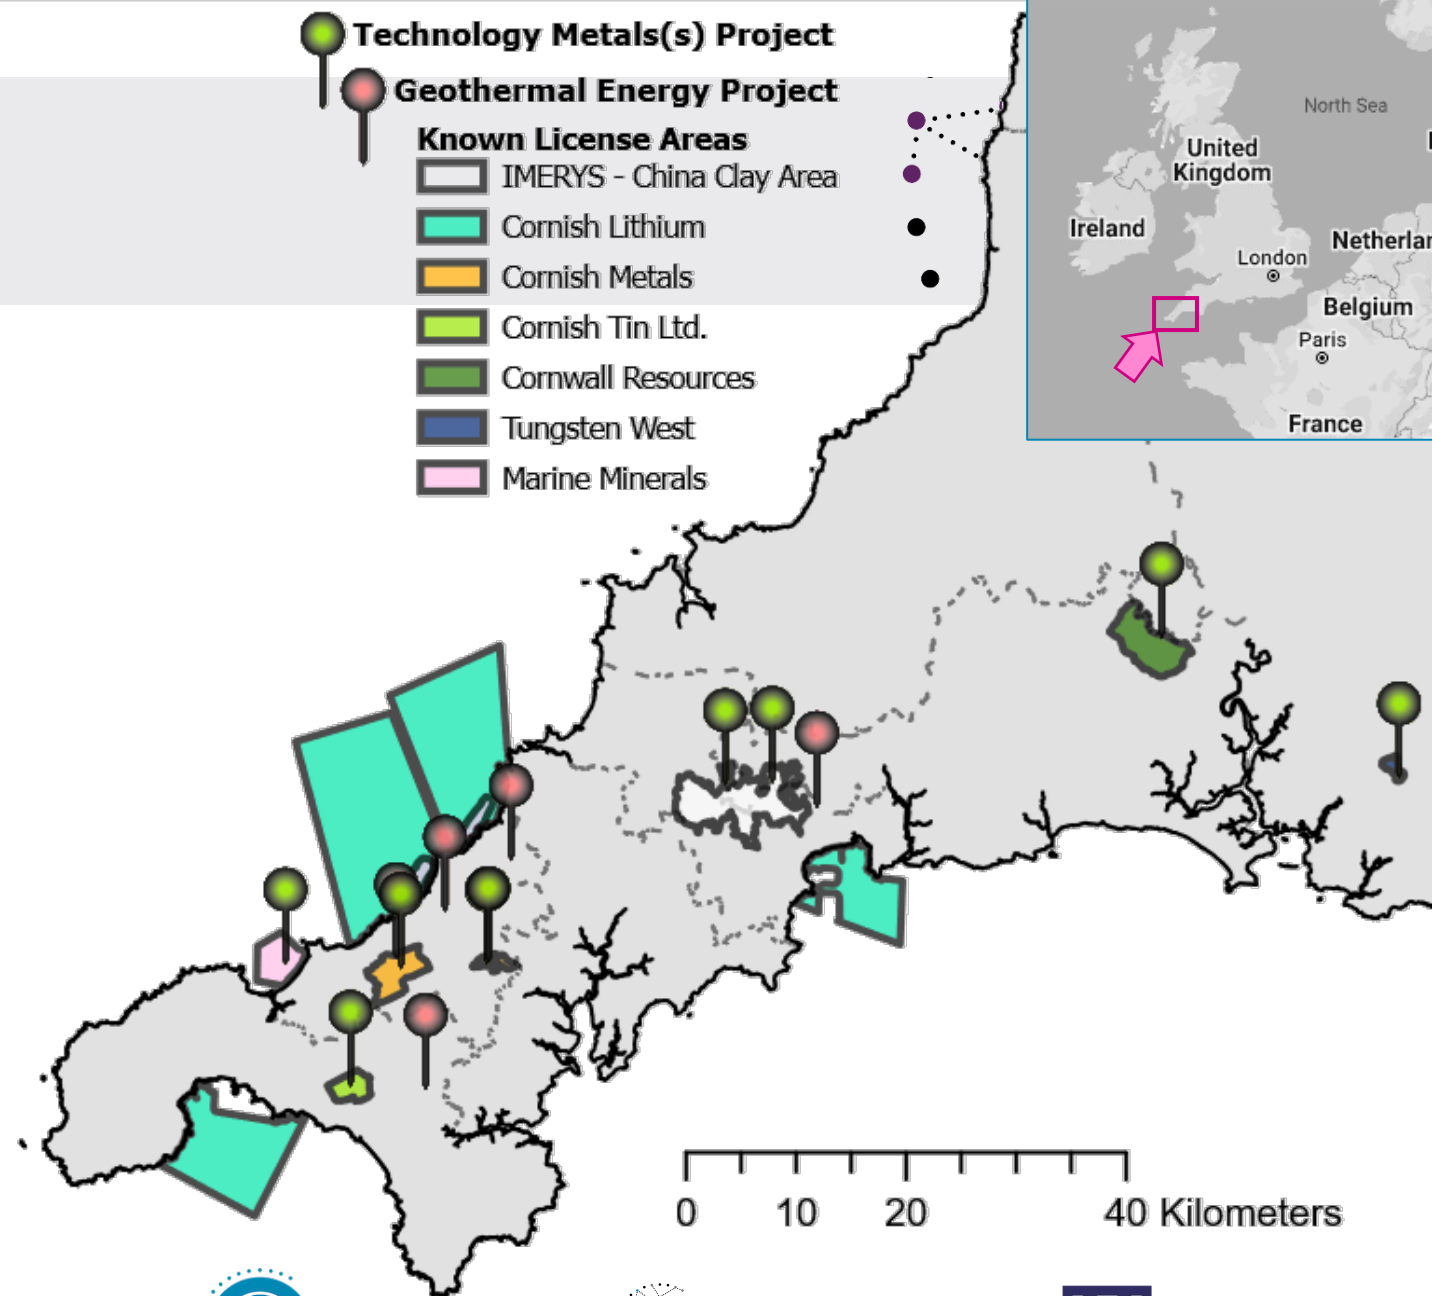 Technology Metals(s) Project
Geothermal Energy Project
Known License Areas
IMERYS - China Clay Area
Cornish Lithium
Cornish Metals
Cornish Tin Ltd.
Cornwall Resources
Tungsten West
Marine Minerals
North Sea
United
Kingdom
Ireland
Netherlar
London
Belgium
Paris
France
0 10 20 40 Kilometers